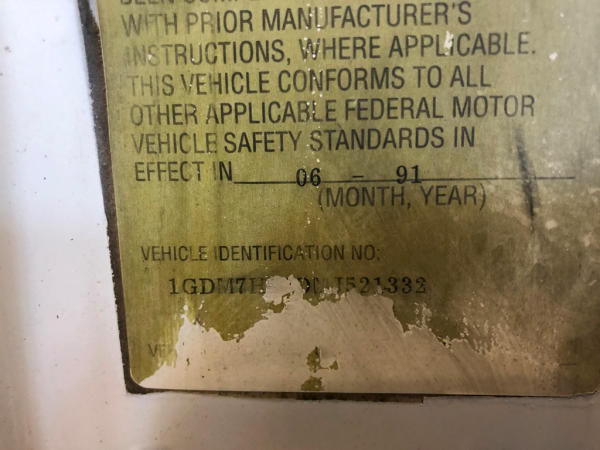 WITH PRIOR MANUFACTURER'S
INSTRUCTIONS, WHERE APPLICABLE.
THIS VEHICLE CONFORMS TO ALL
OTHER APPLICABLE FEDERAL MOTOR
VEHICLE SAFETY STANDARDS IN
EFFECT IN 06 - 91
(MONTH, YEAR)
VEHICLE IDENTIFICATION NO: